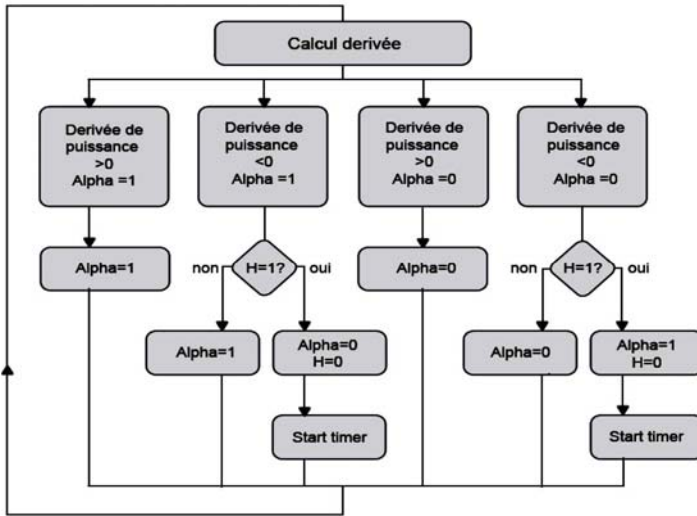 Calcul derivée
Derivée de
puissance
>0
Alpha =1
Derivée de
puissance
<0
Alpha =1
Derivée de
puissance
>0
Alpha =0
Derivée de
puissance
<0
Alpha =0
Alpha=1
non
H=1?
oui
Alpha=0
non
H=1?
oui
Alpha=1
Alpha=0
H=0
Alpha=0
Alpha=1
H=0
Start timer
Start timer